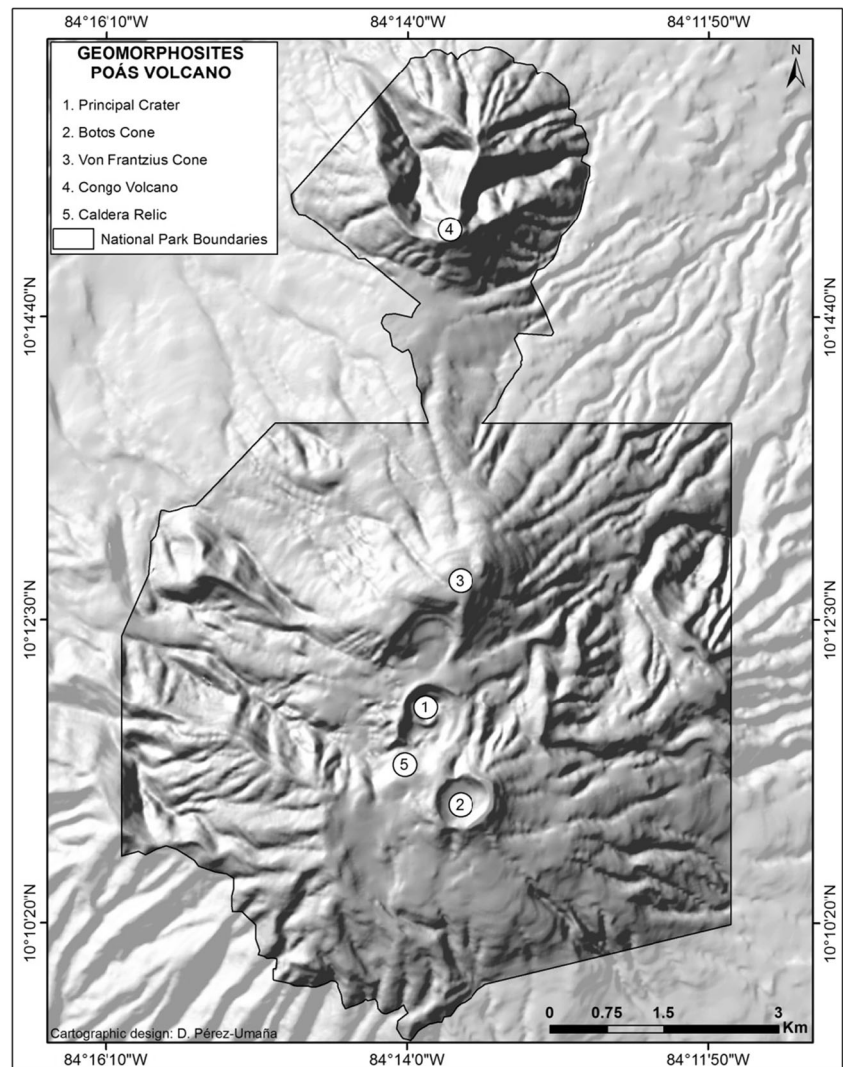 84°16'10"W 84°14'0"W 84°11'50"W
GEOMORPHOSITES
POÁS VOLCANO
1. Principal Crater
2. Botos Cone
3. Von Frantzius Cone
4. Congo Volcano
5. Caldera Relic
National Park Boundaries
N
4
10°14'40"N 10°14'40"N
3
10°12'30"N 10°12'30"N
1
5
2
10°10'20"N 10°10'20"N
0 0.75 1.5 3
Km
Cartographic design: D. Pérez-Umaña
84°16'10"W 84°14'0"W 84°11'50"W